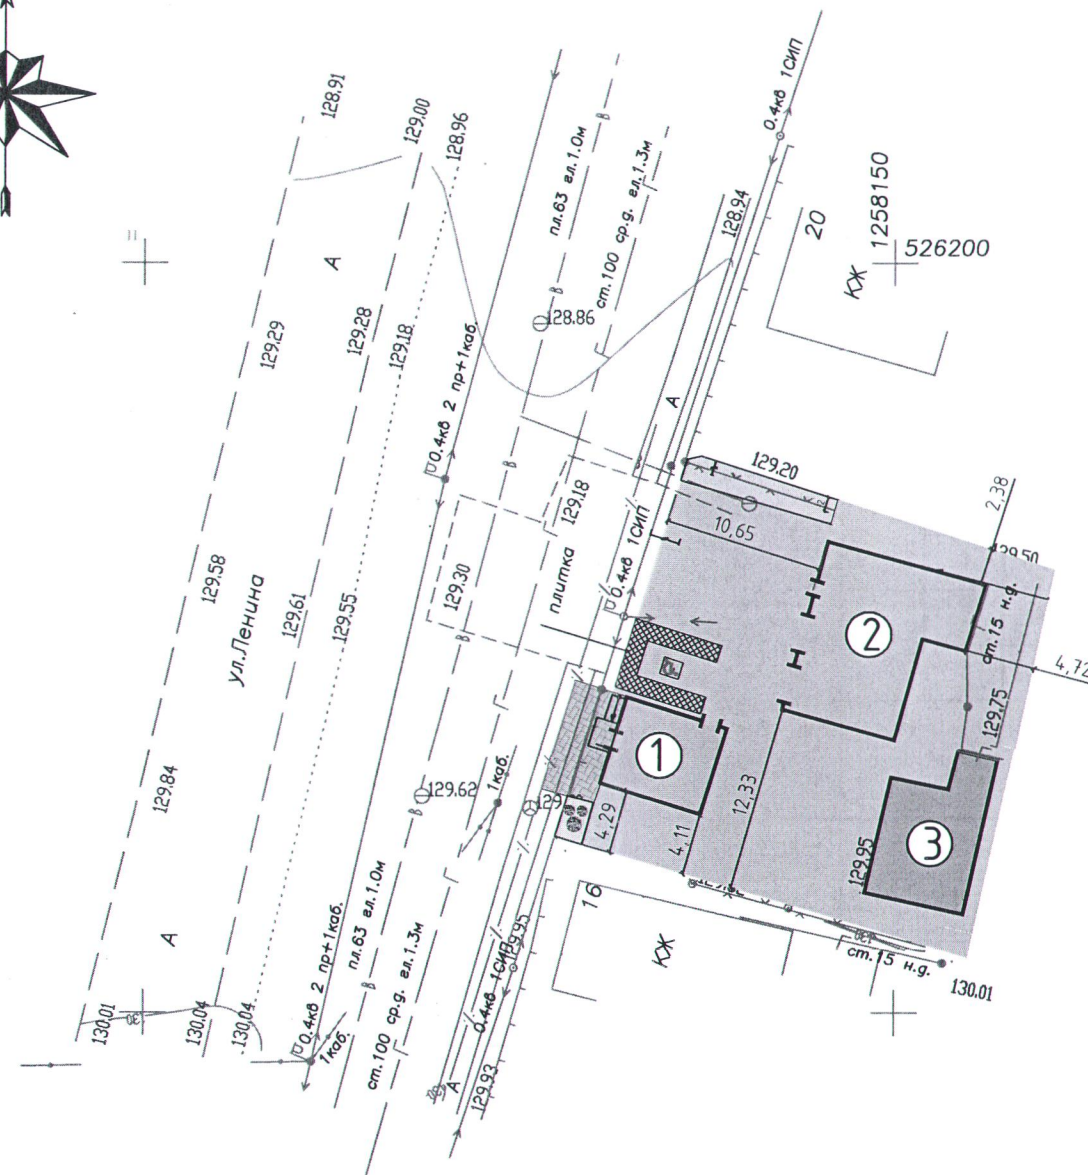 128.91
129.00
128.96
0.4кв 1СИП
пл.63 гл.1.0м
ст.100 ср.д. гл.1.3м
в
128.94
1258150
526200
20
КЖ
А
129.29
129.28
129.18
128.86
в
0.4кв 2 пр+1каб.
А
129.20
в
129.18
10,65
2,38
129.50
129.58
129.61
129.55
ул.Ленина
129.30
плитка
0.4кв 1СИП
в
2
ст.15 н.д.
4,72
129.75
1
129.84
129.62
1каб.
в
4,29
4,11
12,33
3
129.95
16
КЖ
А
пл.63 гл.1.0м
в
0.4кв 2 пр+1каб.
ст.100 ср.д. гл.1.3м
129.95
0.4кв 1СИП
ст.15 н.д.
130.01
130
130.01
130.04
130.04
1каб.
А
129.93